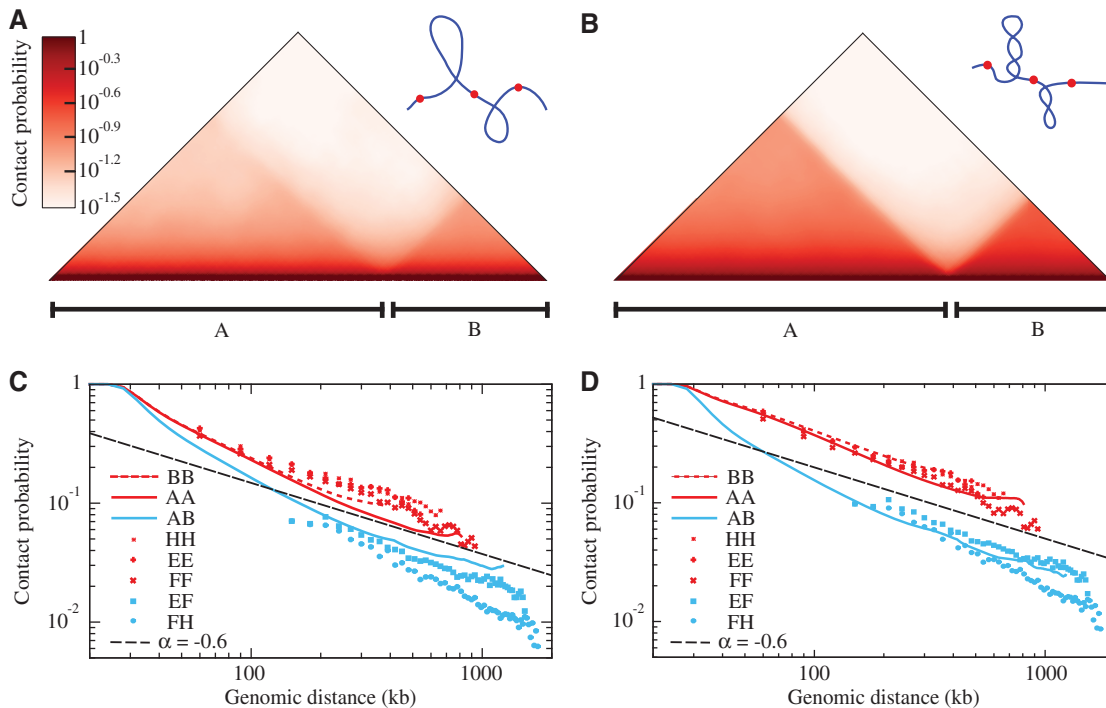 A
Contact probability
1
10-0.3
10-0.6
10-0.9
10-1.2
10-1.5
A
B
B
A
B
C
Contact probability
1
10-1
10-2
BB
AA
AB
HH
EE
FF
EF
FH
α = -0.6
100
1000
Genomic distance (kb)
D
Contact probability
1
10-1
10-2
BB
AA
AB
HH
EE
FF
EF
FH
α = -0.6
100
1000
Genomic distance (kb)